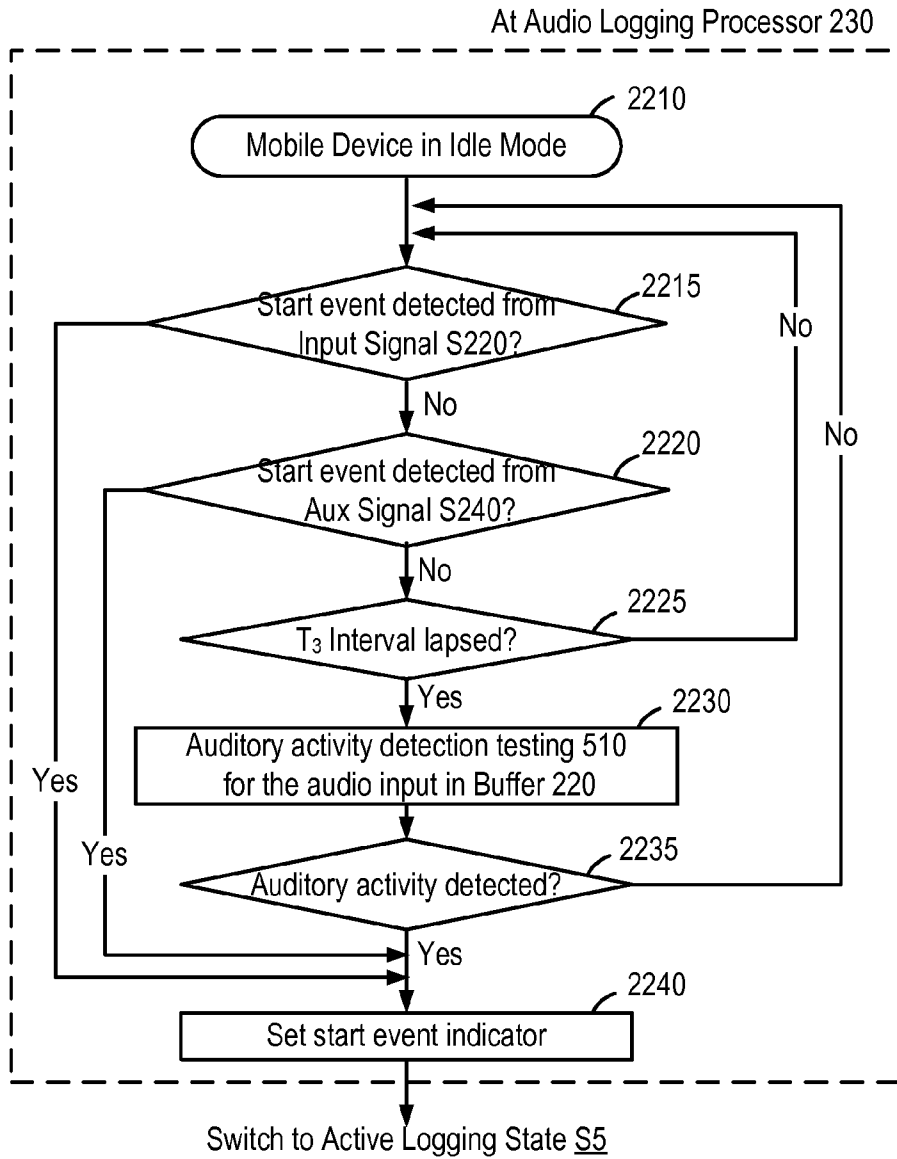 At Audio Logging Processor 230
2210
Mobile Device in Idle Mode
2215
Start event detected from
Input Signal S220?
No
No
2220
No
Start event detected from
Aux Signal S240?
No
2225
T₃ Interval lapsed?
Yes
2230
Auditory activity detection testing 510
for the audio input in Buffer 220
Yes
Yes
2235
Auditory activity detected?
Yes
2240
Set start event indicator
Switch to Active Logging State S5